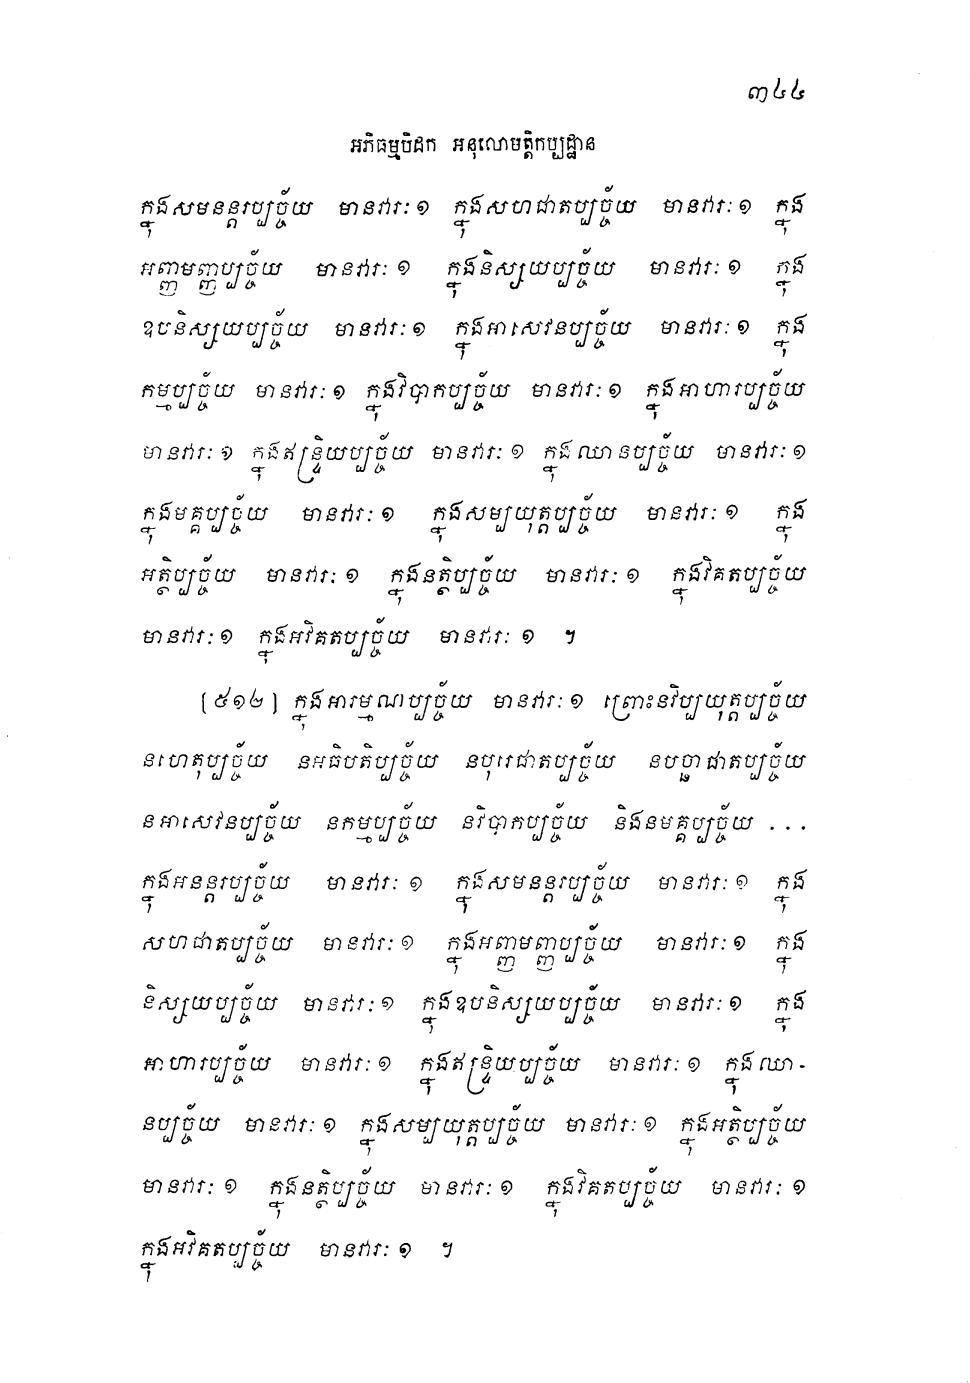 ៣៤៤
អភិធម្មបិដក អនុលោមត្តិកប្បដ្ឋាន
ក្នុងសមនន្តរប្បច្ច័យ មានវារៈ ១ ក្នុងសហជាតប្បច្ច័យ មានវារៈ ១ ក្នុង
អញ្ញមញ្ញប្បច្ច័យ មានវារៈ ១ ក្នុងនិស្សយប្បច្ច័យ មានវារៈ ១ ក្នុង
ឧបនិស្សយប្បច្ច័យ មានវារៈ ១ ក្នុងអាសេវនប្បច្ច័យ មានវារៈ ១ ក្នុង
កម្មប្បច្ច័យ មានវារៈ ១ ក្នុងវិបាកប្បច្ច័យ មានវារៈ ១ ក្នុងអាហារប្បច្ច័យ
មានវារៈ ១ ក្នុងឥន្ទ្រិយប្បច្ច័យ មានវារៈ ១ ក្នុងឈានប្បច្ច័យ មានវារៈ ១
ក្នុងមគ្គប្បច្ច័យ មានវារៈ ១ ក្នុងសម្បយុត្តប្បច្ច័យ មានវារៈ ១ ក្នុង
អត្ថិប្បច្ច័យ មានវារៈ ១ ក្នុងនត្ថិប្បច្ច័យ មានវារៈ ១ ក្នុងវិគតប្បច្ច័យ
មានវារៈ ១ ក្នុងអវិគតប្បច្ច័យ មានវារៈ ១ ។
[៥១២] ក្នុងអារម្មណប្បច្ច័យ មានវារៈ ១ ព្រោះនវិប្បយុត្តប្បច្ច័យ
នហេតុប្បច្ច័យ នអធិបតិប្បច្ច័យ នបុរេជាតប្បច្ច័យ នបច្ឆាជាតប្បច្ច័យ
នអាសេវនប្បច្ច័យ នកម្មប្បច្ច័យ នវិបាកប្បច្ច័យ និងនមគ្គប្បច្ច័យ ...
ក្នុងអនន្តរប្បច្ច័យ មានវារៈ ១ ក្នុងសមនន្តរប្បច្ច័យ មានវារៈ ១ ក្នុង
សហជាតប្បច្ច័យ មានវារៈ ១ ក្នុងអញ្ញមញ្ញប្បច្ច័យ មានវារៈ ១ ក្នុង
និស្សយប្បច្ច័យ មានវារៈ ១ ក្នុងឧបនិស្សយប្បច្ច័យ មានវារៈ ១ ក្នុង
អាហារប្បច្ច័យ មានវារៈ ១ ក្នុងឥន្ទ្រិយប្បច្ច័យ មានវារៈ ១ ក្នុងឈា-
នប្បច្ច័យ មានវារៈ ១ ក្នុងសម្បយុត្តប្បច្ច័យ មានវារៈ ១ ក្នុងអត្ថិប្បច្ច័យ
មានវារៈ ១ ក្នុងនត្ថិប្បច្ច័យ មានវារៈ ១ ក្នុងវិគតប្បច្ច័យ មានវារៈ ១
ក្នុងអវិគតប្បច្ច័យ មានវារៈ ១ ។